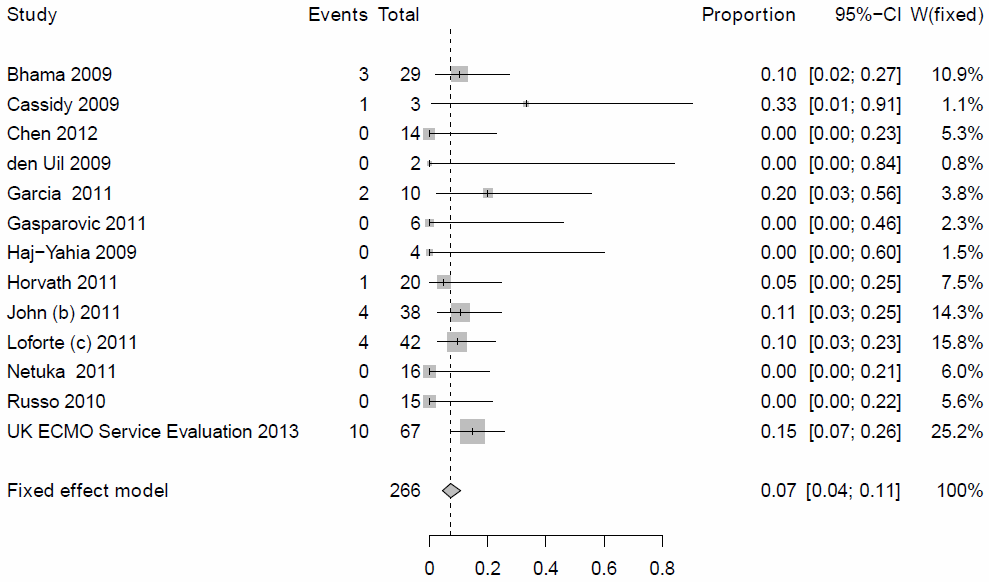 Study Events Total Proportion 95%−CI W(fixed)
Bhama 2009 3 29 0.10 [0.02; 0.27] 10.9%
Cassidy 2009 1 3 0.33 [0.01; 0.91] 1.1%
Chen 2012 0 14 0.00 [0.00; 0.23] 5.3%
den Uil 2009 0 2 0.00 [0.00; 0.84] 0.8%
Garcia 2011 2 10 0.20 [0.03; 0.56] 3.8%
Gasparovic 2011 0 6 0.00 [0.00; 0.46] 2.3%
Haj−Yahia 2009 0 4 0.00 [0.00; 0.60] 1.5%
Horvath 2011 1 20 0.05 [0.00; 0.25] 7.5%
John (b) 2011 4 38 0.11 [0.03; 0.25] 14.3%
Loforte (c) 2011 4 42 0.10 [0.03; 0.23] 15.8%
Netuka 2011 0 16 0.00 [0.00; 0.21] 6.0%
Russo 2010 0 15 0.00 [0.00; 0.22] 5.6%
UK ECMO Service Evaluation 2013 10 67 0.15 [0.07; 0.26] 25.2%
Fixed effect model 266 0.07 [0.04; 0.11] 100%
0 0.2 0.4 0.6 0.8